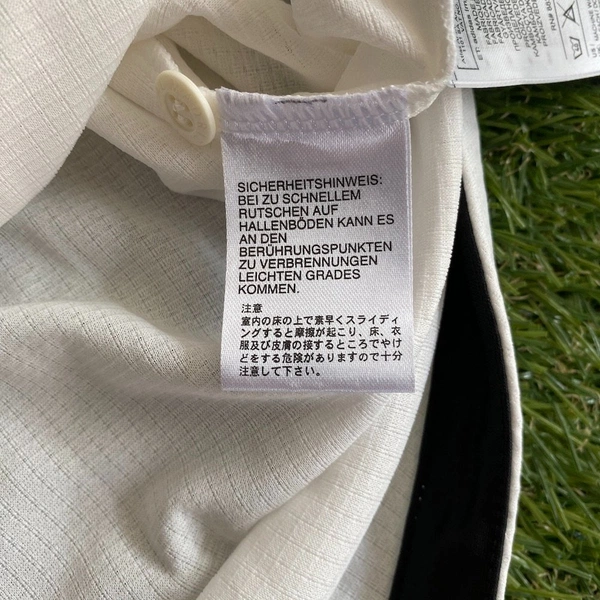 SICHERHEITSHINWEIS:
BEI ZU SCHNELLEM
RUTSCHEN AUF
HALLENBÖDEN KANN ES
AN DEN
BERÜHRUNGSPUNKTEN
ZU VERBRENNUNGEN
LEICHTEN GRADES
KOMMEN.
注意
室内の床の上で素早くスライディ
ングすると摩擦が起こり、床、衣
服及び皮膚の接するところでやけ
どをする危険がありますので十分
注意して下さい。